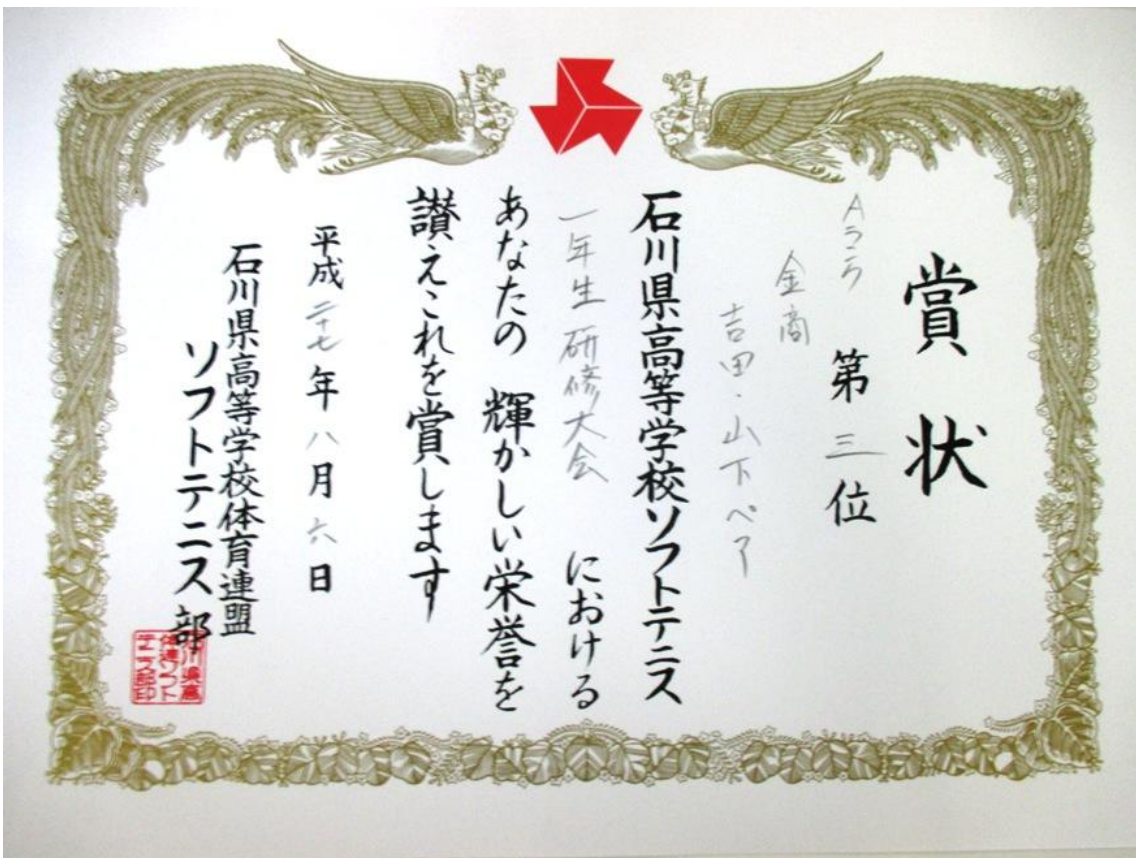 賞状
Aランク 第三位
金商
吉田・山下ペア
石川県高等学校ソフトテニス
一年生研修大会 における
あなたの 輝かしい栄誉を
讃えこれを賞します
平成二十七年八月六日
石川県高等学校体育連盟
ソフトテニス部